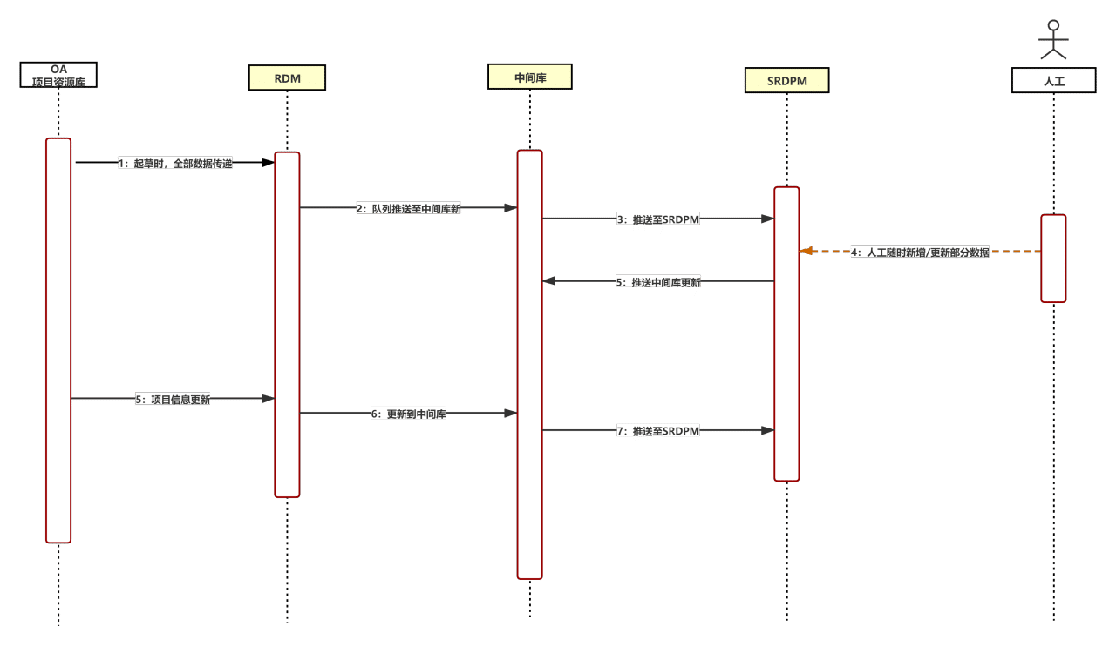 OA
项目资源库
RDM
中间库
SRDPM
人工
1：起草时，全部数据传递
2：队列推送至中间库新
3：推送至SRDPM
4：人工随时新增/更新部分数据
5：推送中间库更新
5：项目信息更新
6：更新到中间库
7：推送至SRDPM